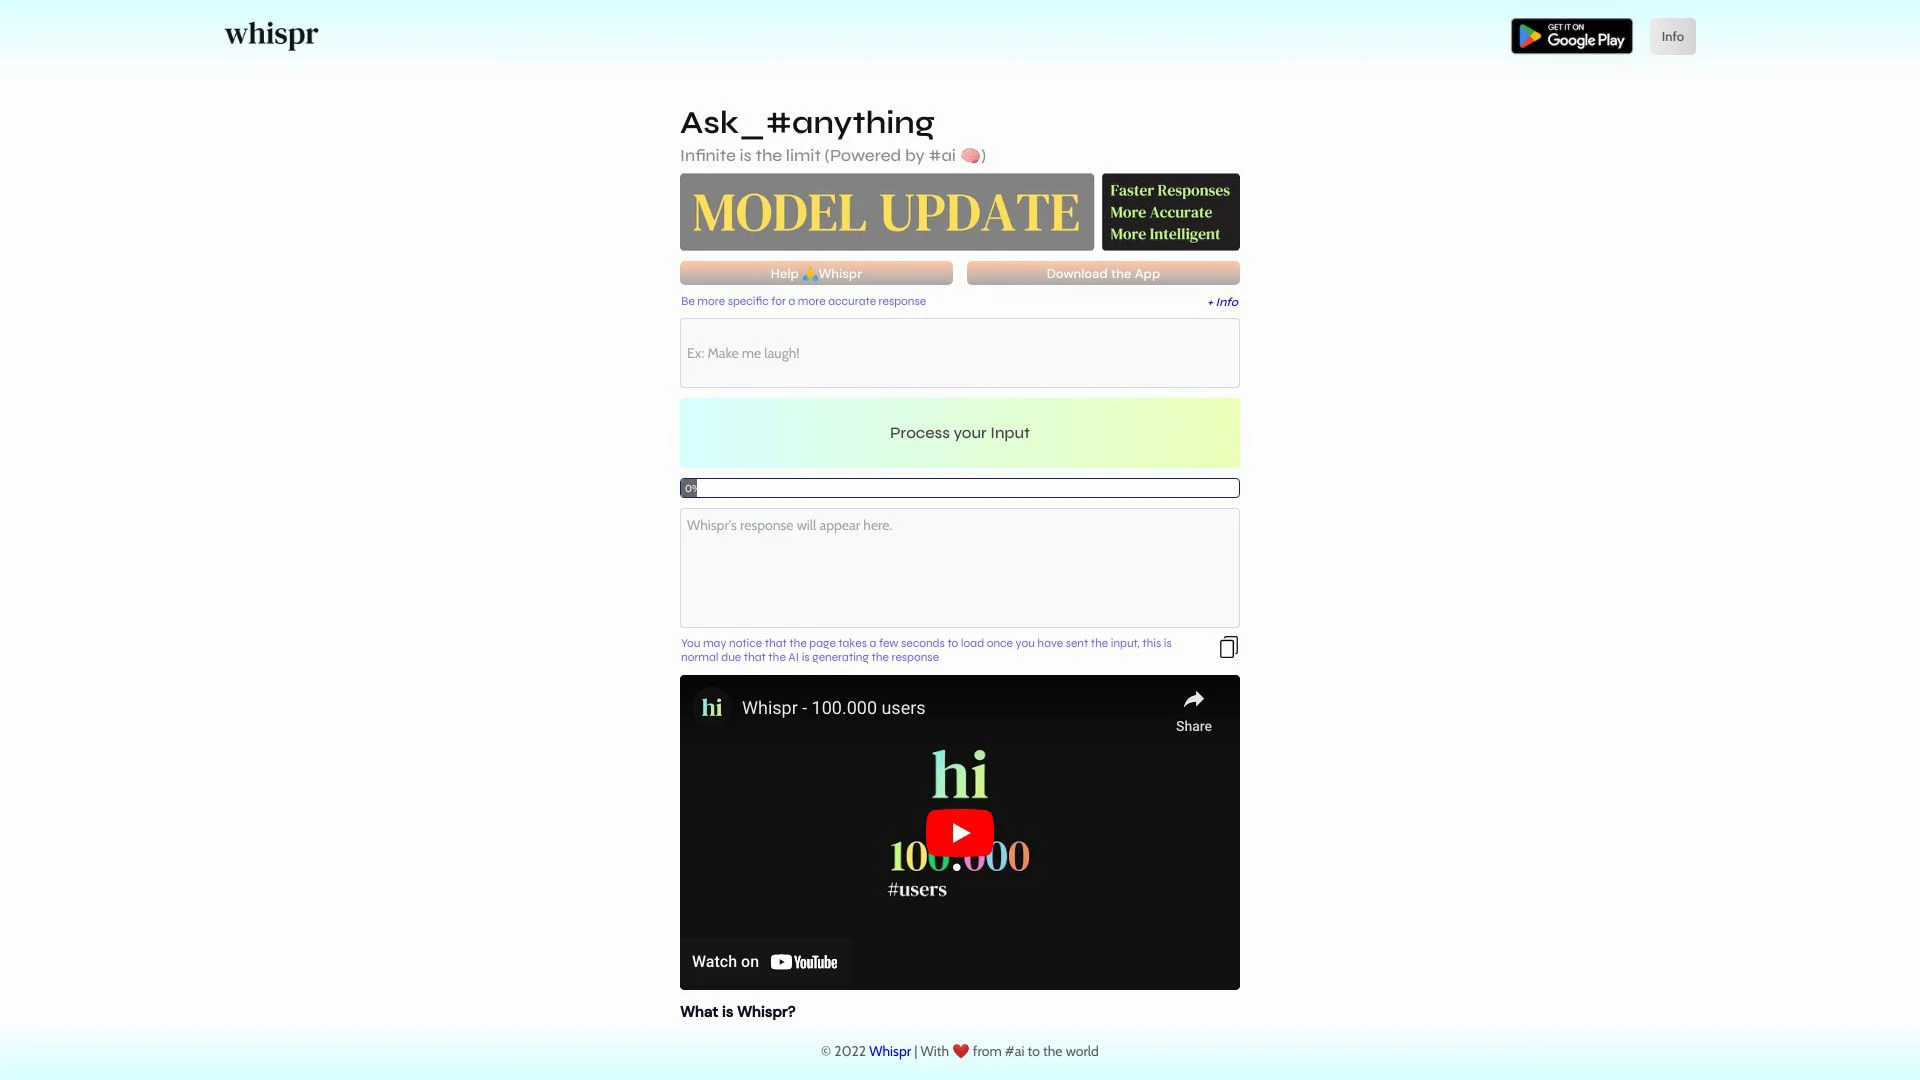 whispr
GET IT ON
Google Play
Info
Ask_#anything
Infinite is the limit (Powered by #ai 🧠)
MODEL UPDATE
Faster Responses
More Accurate
More Intelligent
Help 🙏Whispr
Download the App
Be more specific for a more accurate response
+ Info
Ex: Make me laugh!
Process your Input
0%
Whispr's response will appear here.
You may notice that the page takes a few seconds to load once you have sent the input, this is
normal due that the AI is generating the response
hi
Whispr - 100.000 users
Share
hi
100.000
#users
Watch on YouTube
What is Whispr?
© 2022 Whispr | With ❤️ from #ai to the world